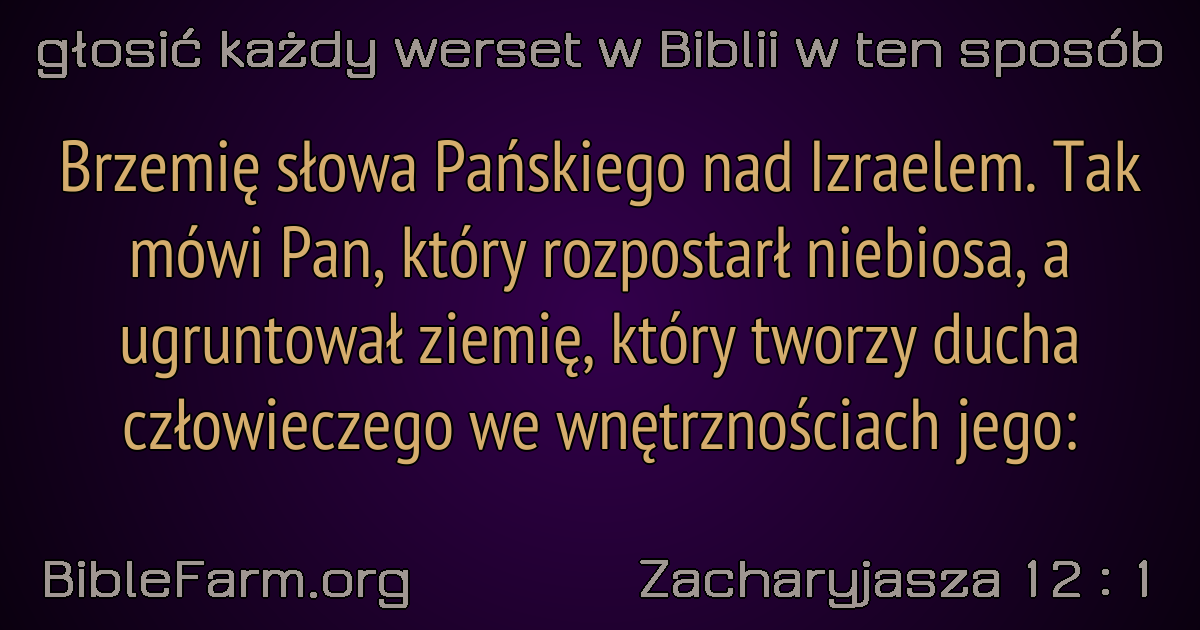 głosić każdy werset w Biblii w ten sposób
Brzemię słowa Pańskiego nad Izraelem. Tak
mówi Pan, który rozpostarł niebiosa, a
ugruntował ziemię, który tworzy ducha
człowieczego we wnętrznościach jego:
BibleFarm.org
Zacharyjasza 12 : 1